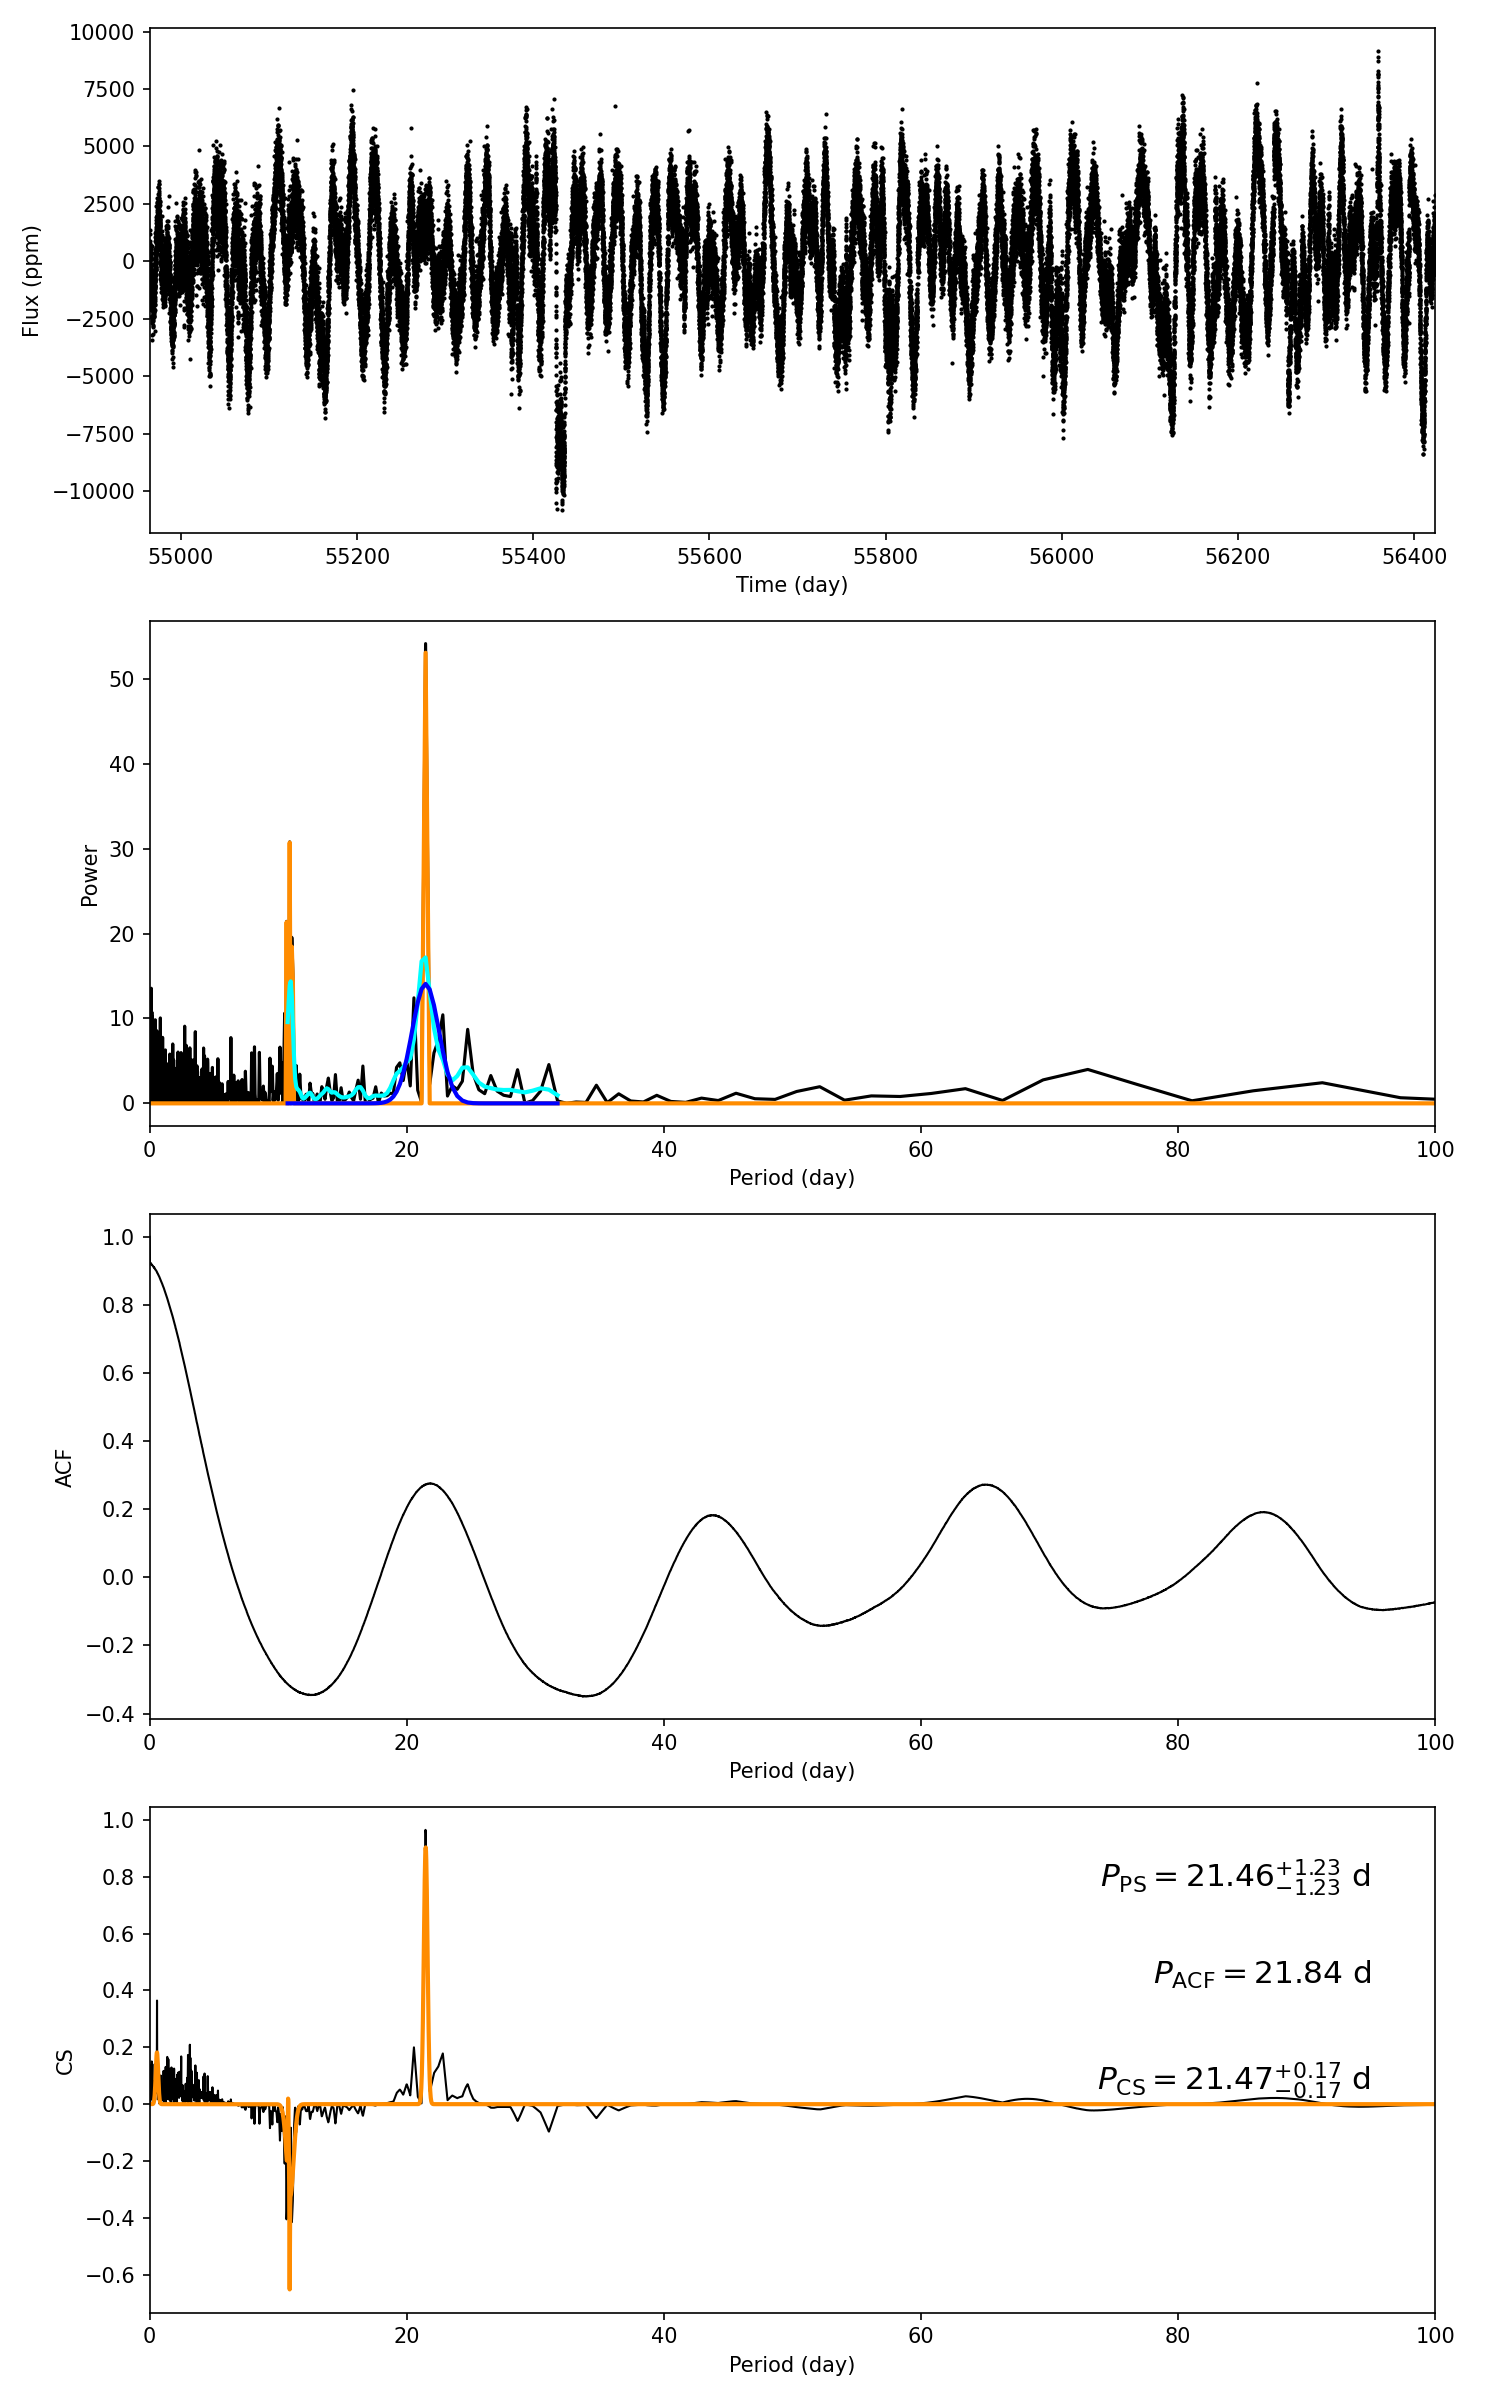 10000
7500
5000
2500
0
−2500
−5000
−7500
−10000
Flux (ppm)
55000 55200 55400 55600 55800 56000 56200 56400
Time (day)
50
40
30
20
10
0
Power
0 20 40 60 80 100
Period (day)
1.0
0.8
0.6
0.4
0.2
0.0
−0.2
−0.4
ACF
0 20 40 60 80 100
Period (day)
1.0
0.8
0.6
0.4
0.2
0.0
−0.2
−0.4
−0.6
CS
P_PS = 21.46 +1.23 −1.23 d
P_ACF = 21.84 d
P_CS = 21.47 +0.17 −0.17 d
0 20 40 60 80 100
Period (day)